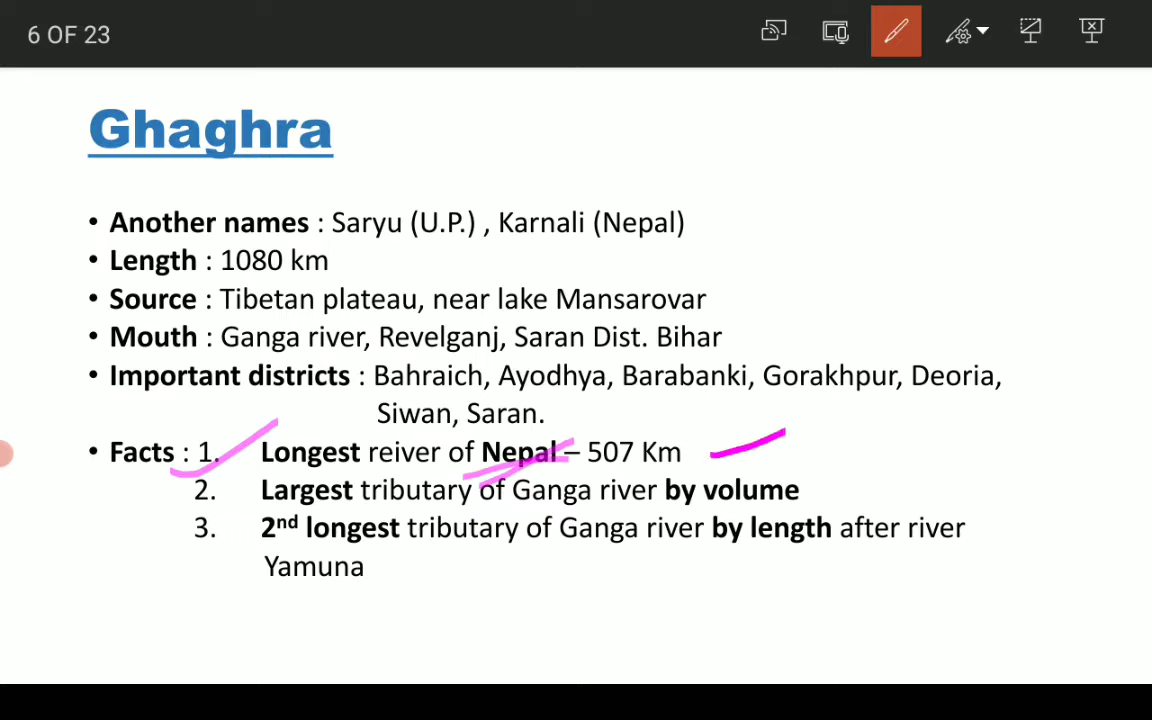 6 OF 23
Ghaghra
• Another names : Saryu (U.P.) , Karnali (Nepal)
• Length : 1080 km
• Source : Tibetan plateau, near lake Mansarovar
• Mouth : Ganga river, Revelganj, Saran Dist. Bihar
• Important districts : Bahraich, Ayodhya, Barabanki, Gorakhpur, Deoria,
Siwan, Saran.
• Facts : 1. Longest reiver of Nepal – 507 Km
2. Largest tributary of Ganga river by volume
3. 2nd longest tributary of Ganga river by length after river
Yamuna